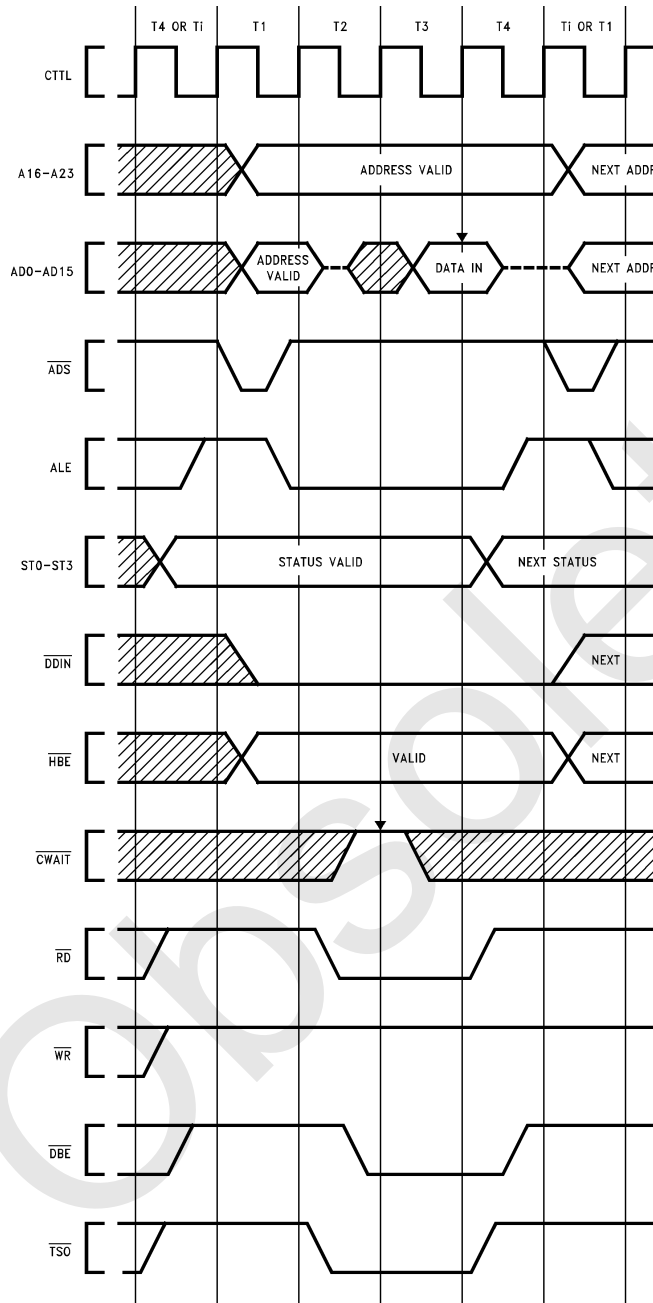 T4 OR Ti T1 T2 T3 T4 Ti OR T1
CTTL
A16-A23 ADDRESS VALID NEXT ADDR
AD0-AD15 ADDRESS VALID DATA IN NEXT ADDR
ADS
ALE
ST0-ST3 STATUS VALID NEXT STATUS
DDIN NEXT
HBE VALID NEXT
CWAIT
RD
WR
DBE
TSO
Obsolet